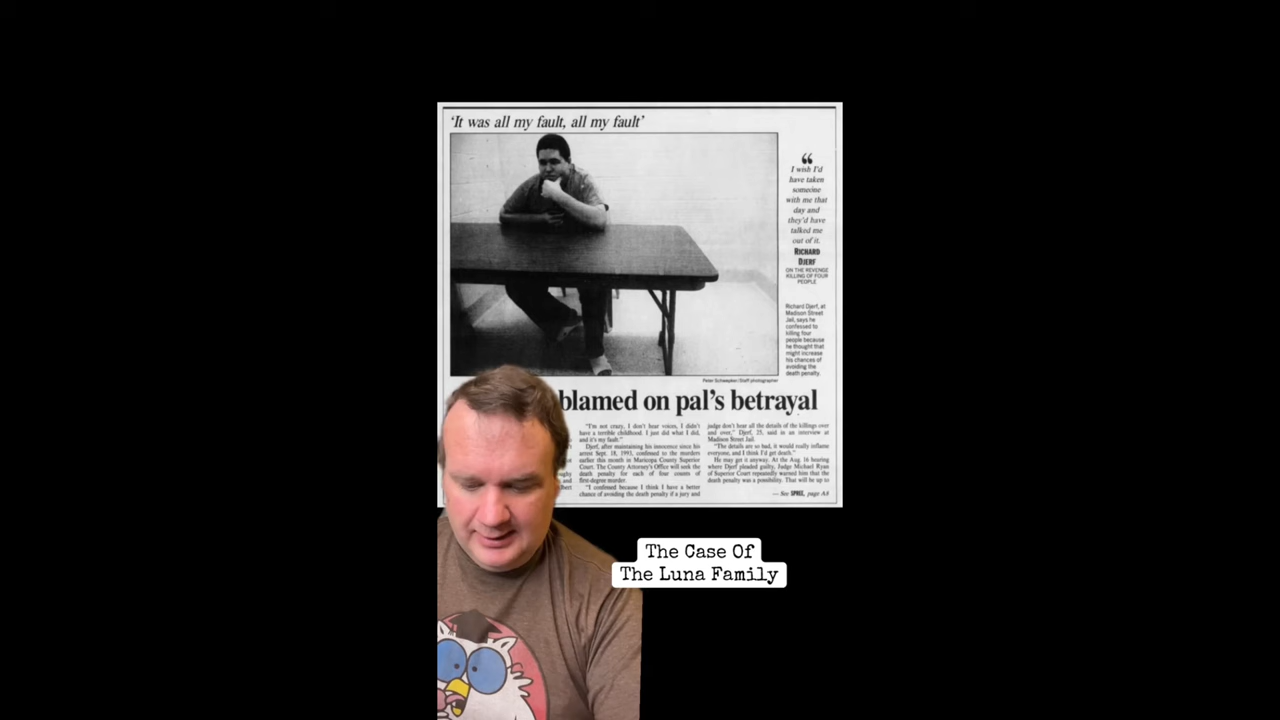 'It was all my fault, all my fault'
❝
I wish I'd
have taken
someone
with me that
day and
they'd have
talked me
out of it.
RICHARD
DJERF
ON THE REVENGE
KILLING OF FOUR
PEOPLE
Richard Djerf, at
Madison Street
Jail, says he
confessed to
killing four
people because
he thought that
might increase
his chances of
avoiding the
death penalty.
Staff photographer
blamed on pal's betrayal
"I'm not crazy, I don't hear voices, I didn't
have a terrible childhood. I just did what I did,
and it's my fault."
Djerf, after maintaining his innocence since his
arrest Sept. 18, 1993, confessed to the murders
earlier this month in Maricopa County Superior
Court. The County Attorney's Office will seek the
death penalty for each of four counts of
first-degree murder.
"I confessed because I think I have a better
chance of avoiding the death penalty if a jury and
judge don't hear all the details of the killings over
and over," Djerf, 25, said in an interview at
Madison Street Jail.
"The details are so bad, it would really inflame
everyone, and I think I'd get death."
He may get it anyway. At the Aug. 16 hearing
where Djerf pleaded guilty, Judge Michael Ryan
of Superior Court repeatedly warned him that the
death penalty was a possibility. That will be up to
— See SPREE, page A8
The Case Of
The Luna Family